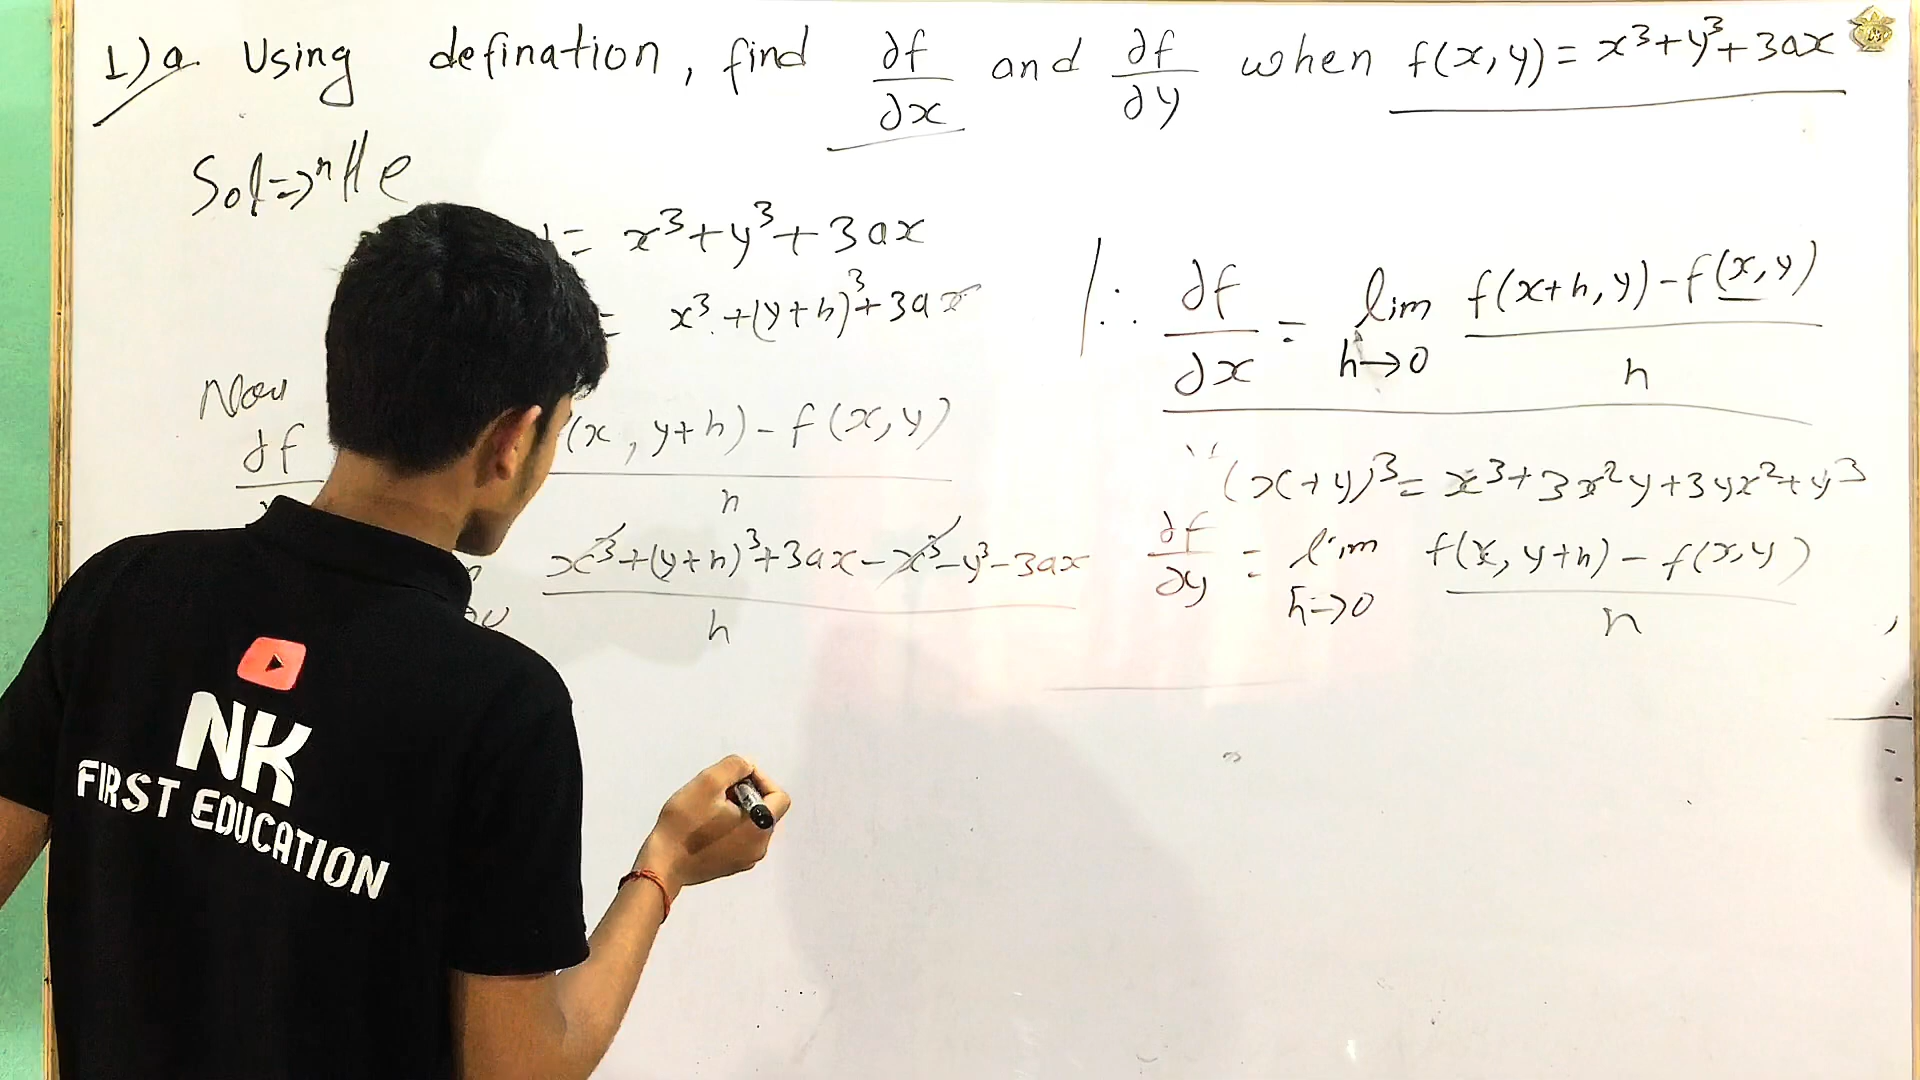 1) a. Using defination, find ∂f/∂x and ∂f/∂y when f(x,y) = x³+y³+3ax
Solⁿ⇒ He
= x³+y³+3ax
= x³+(y+h)³+3ax
Now
∂f (x, y+h) - f(x,y)
h
x³+(y+h)³+3ax-x³-y³-3ax
h
∴ ∂f/∂x = lim h→0 f(x+h,y) - f(x,y) / h
(x+y)³ = x³+3x²y+3yx²+y³
∂f/∂y = lim h→0 f(x, y+h) - f(x,y) / h
NK
FIRST EDUCATION